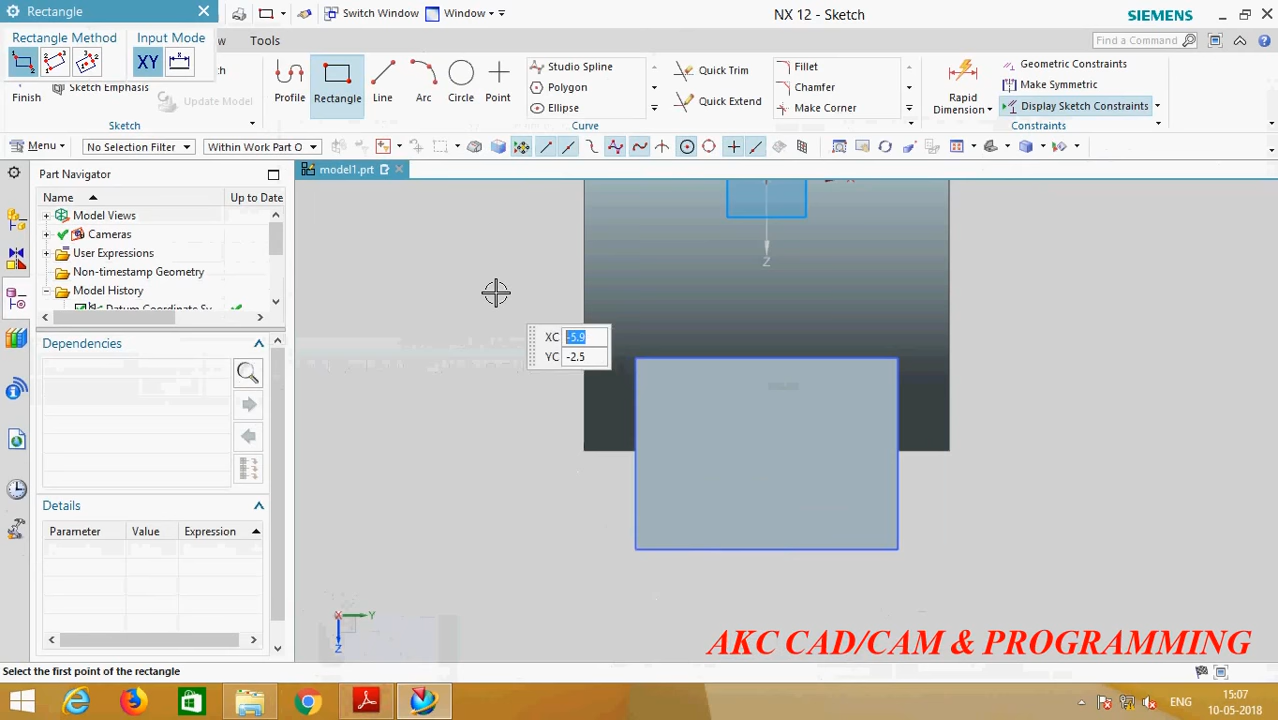 Rectangle
Switch Window
Window
NX 12 - Sketch
SIEMENS
Rectangle Method
Input Mode
XY
Tools
Find a Command
Finish
Sketch Emphasis
Update Model
Sketch
Profile
Rectangle
Line
Arc
Circle
Point
Studio Spline
Polygon
Ellipse
Quick Trim
Quick Extend
Fillet
Chamfer
Make Corner
Curve
Rapid
Dimension
Geometric Constraints
Make Symmetric
Display Sketch Constraints
Constraints
Menu
No Selection Filter
Within Work Part O
Part Navigator
model1.prt
Name
Up to Date
Model Views
Cameras
User Expressions
Non-timestamp Geometry
Model History
Datum Coordinate Sy
Dependencies
Details
Parameter
Value
Expression
XC
-5.9
YC
-2.5
Z
X
Y
Z
AKC CAD/CAM & PROGRAMMING
Select the first point of the rectangle
ENG
15:07
10-05-2018